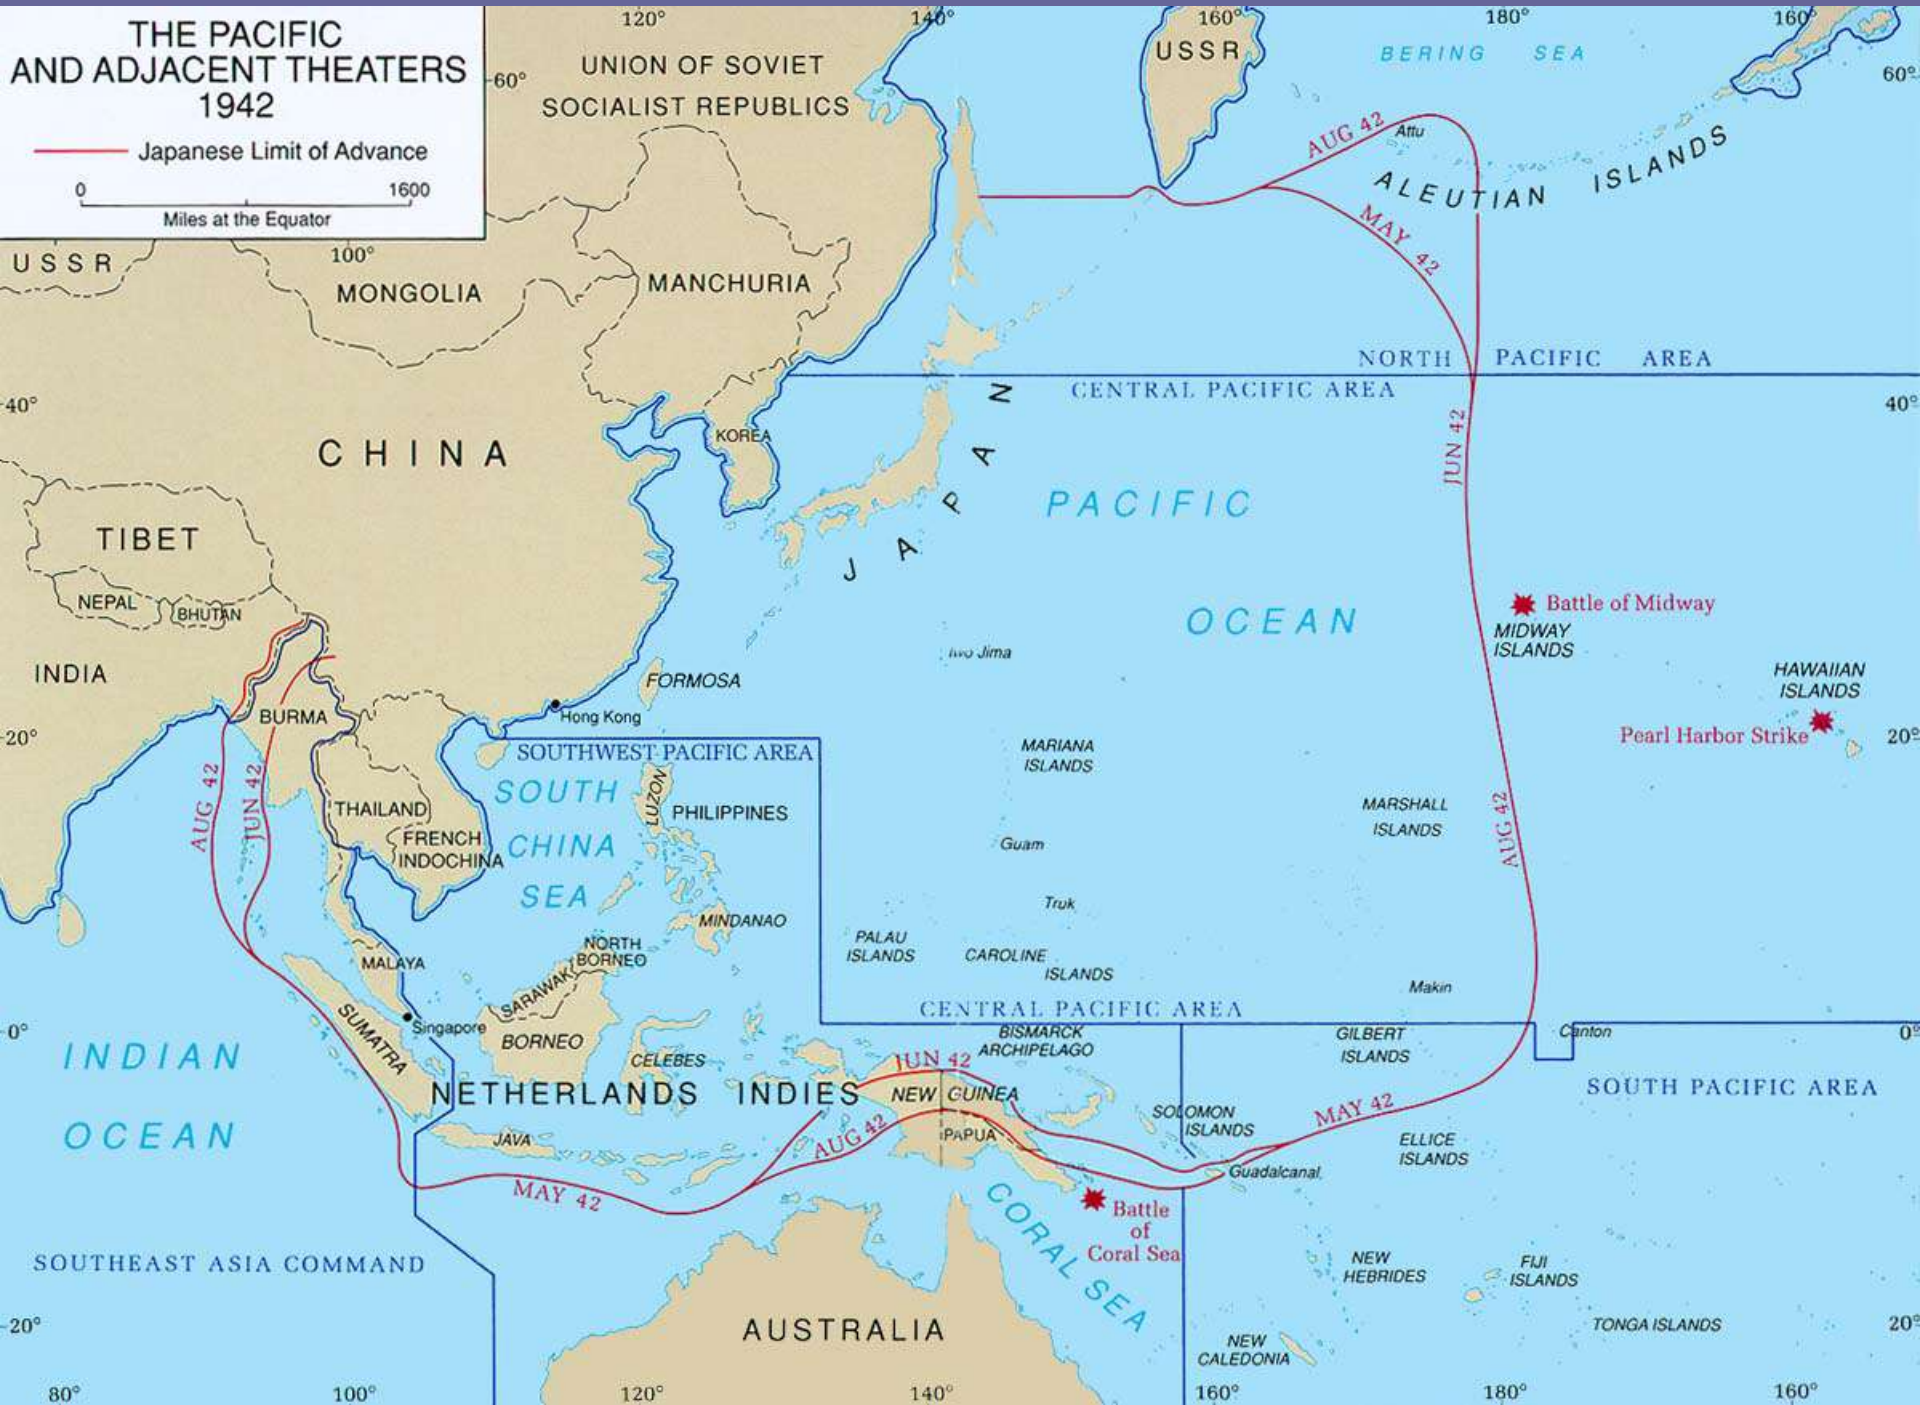 THE PACIFIC
AND ADJACENT THEATERS
1942
Japanese Limit of Advance
0 1600
Miles at the Equator
120° 140° 160° 180° 160°
60°
60°
UNION OF SOVIET
SOCIALIST REPUBLICS
USSR
BERING SEA
AUG 42
Attu
ALEUTIAN ISLANDS
MAY 42
USSR
100°
MONGOLIA
MANCHURIA
NORTH PACIFIC AREA
CENTRAL PACIFIC AREA
40°
40°
JUN 42
KOREA
CHINA
JAPAN
PACIFIC
OCEAN
TIBET
NEPAL
BHUTAN
INDIA
Battle of Midway
MIDWAY
ISLANDS
Iwo Jima
HAWAIIAN
ISLANDS
Pearl Harbor Strike
FORMOSA
BURMA
Hong Kong
20°
20°
SOUTHWEST PACIFIC AREA
MARIANA
ISLANDS
AUG 42
JUN 42
SOUTH
CHINA
SEA
LUZON
PHILIPPINES
THAILAND
FRENCH
INDOCHINA
Guam
MARSHALL
ISLANDS
AUG 42
Truk
MINDANAO
PALAU
ISLANDS
CAROLINE
ISLANDS
NORTH
BORNEO
MALAYA
SARAWAK
Makin
CENTRAL PACIFIC AREA
Singapore
SUMATRA
BORNEO
CELEBES
BISMARCK
ARCHIPELAGO
GILBERT
ISLANDS
Canton
0°
0°
INDIAN
OCEAN
JUN 42
NETHERLANDS INDIES
NEW GUINEA
SOUTH PACIFIC AREA
MAY 42
SOLOMON
ISLANDS
JAVA
AUG 42
PAPUA
ELLICE
ISLANDS
Guadalcanal
MAY 42
CORAL SEA
Battle
of
Coral Sea
SOUTHEAST ASIA COMMAND
NEW
HEBRIDES
FIJI
ISLANDS
20°
20°
AUSTRALIA
TONGA ISLANDS
NEW
CALEDONIA
80° 100° 120° 140° 160° 180° 160°